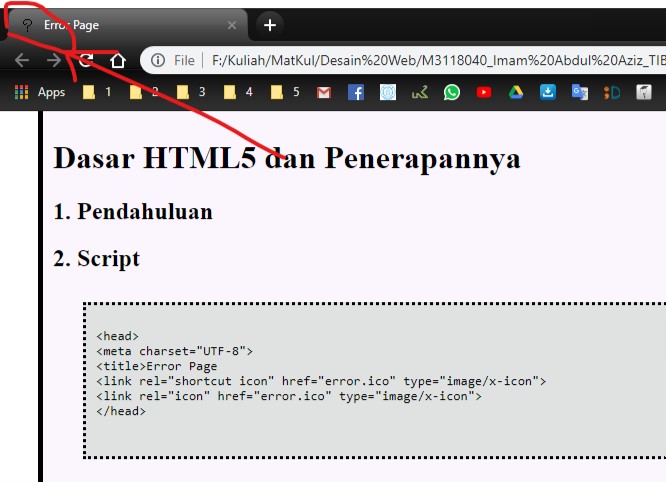 Error Page
File F:/Kuliah/MatKul/Desain%20Web/M3118040_Imam%20Abdul%20Aziz_TIB
Apps 1 2 3 4 5
Dasar HTML5 dan Penerapannya
1. Pendahuluan
2. Script
<head>
<meta charset="UTF-8">
<title>Error Page
<link rel="shortcut icon" href="error.ico" type="image/x-icon">
<link rel="icon" href="error.ico" type="image/x-icon">
</head>